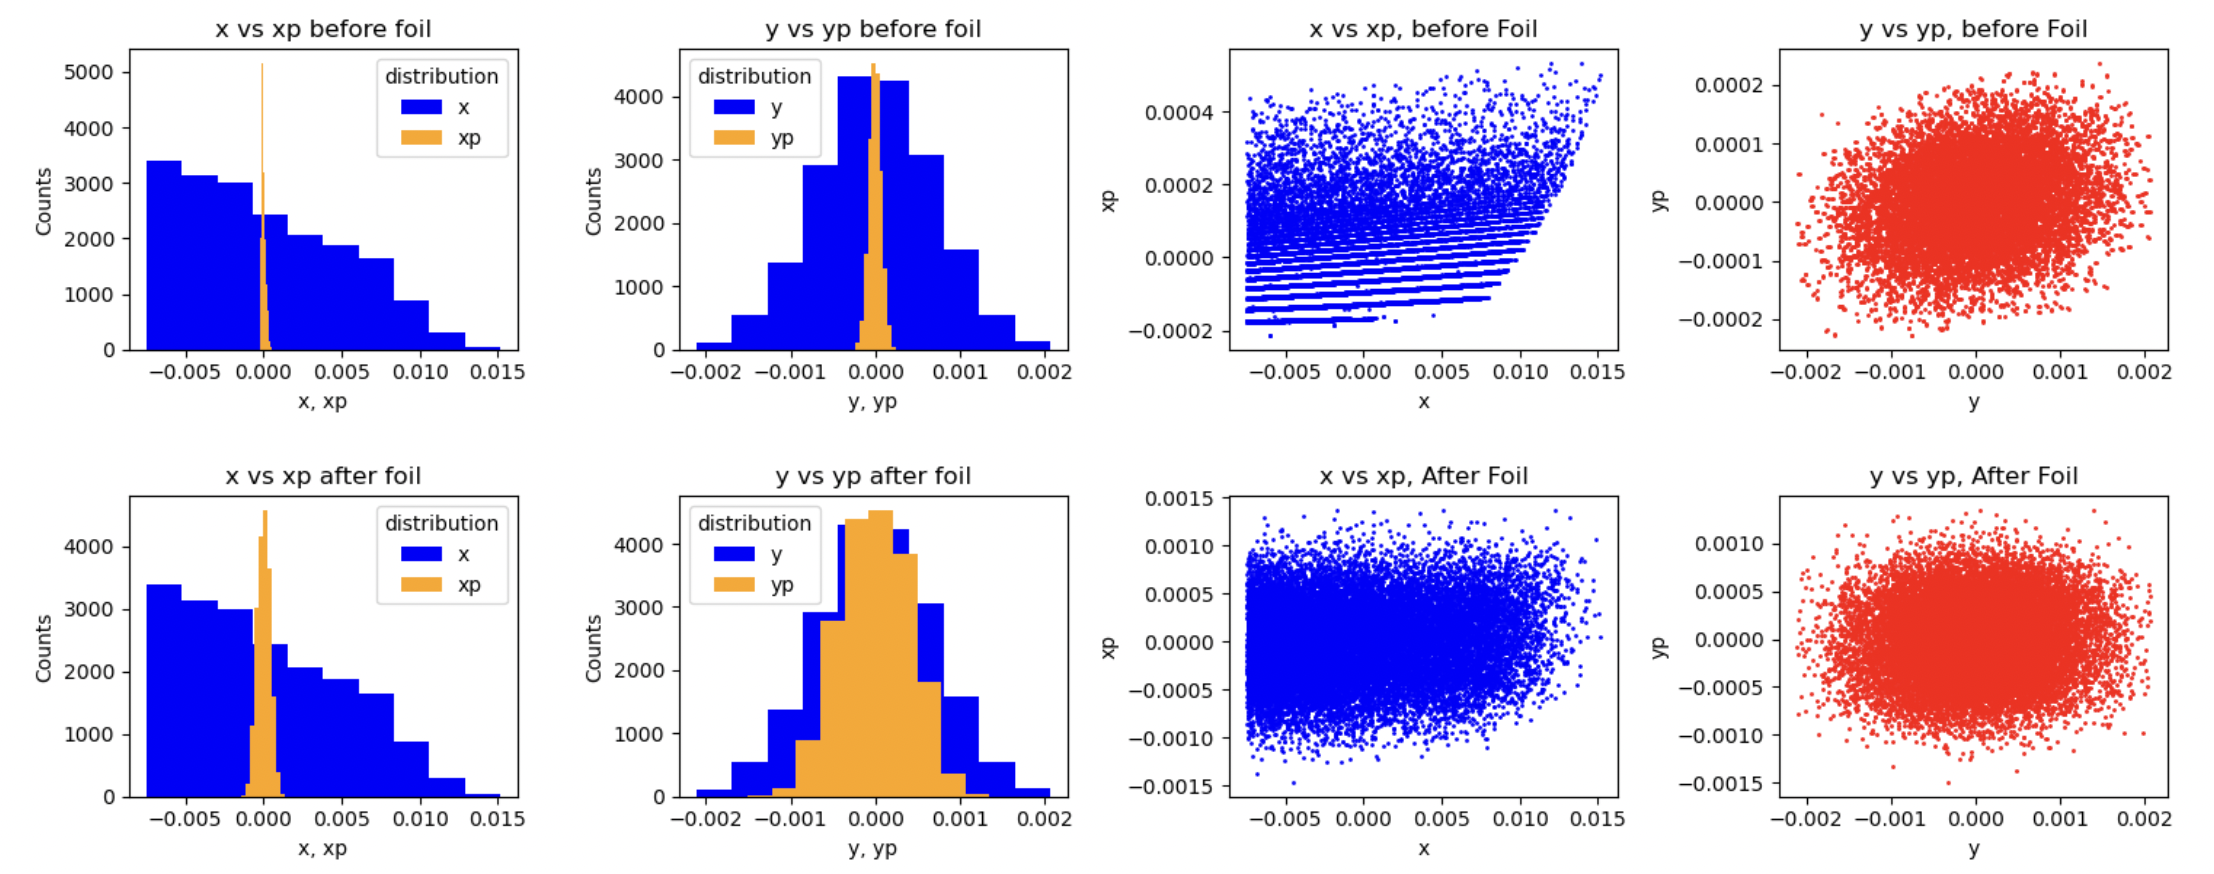 x vs xp before foil
5000
4000
3000
2000
1000
0
Counts
distribution
x
xp
−0.005 0.000 0.005 0.010 0.015
x, xp
y vs yp before foil
4000
3000
2000
1000
0
Counts
distribution
y
yp
−0.002 −0.001 0.000 0.001 0.002
y, yp
x vs xp, before Foil
0.0004
0.0002
0.0000
−0.0002
xp
−0.005 0.000 0.005 0.010 0.015
x
y vs yp, before Foil
0.0002
0.0001
0.0000
−0.0001
−0.0002
yp
−0.002 −0.001 0.000 0.001 0.002
y
x vs xp after foil
4000
3000
2000
1000
0
Counts
distribution
x
xp
−0.005 0.000 0.005 0.010 0.015
x, xp
y vs yp after foil
4000
3000
2000
1000
0
Counts
distribution
y
yp
−0.002 −0.001 0.000 0.001 0.002
y, yp
x vs xp, After Foil
0.0015
0.0010
0.0005
0.0000
−0.0005
−0.0010
−0.0015
xp
−0.005 0.000 0.005 0.010 0.015
x
y vs yp, After Foil
0.0010
0.0005
0.0000
−0.0005
−0.0010
−0.0015
yp
−0.002 −0.001 0.000 0.001 0.002
y